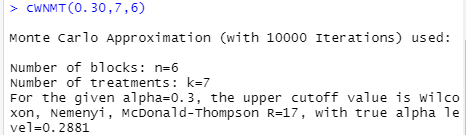 > cWNMT(0.30,7,6)
Monte Carlo Approximation (with 10000 Iterations) used:
Number of blocks: n=6
Number of treatments: k=7
For the given alpha=0.3, the upper cutoff value is Wilco
xon, Nemenyi, McDonald-Thompson R=17, with true alpha le
vel=0.2881